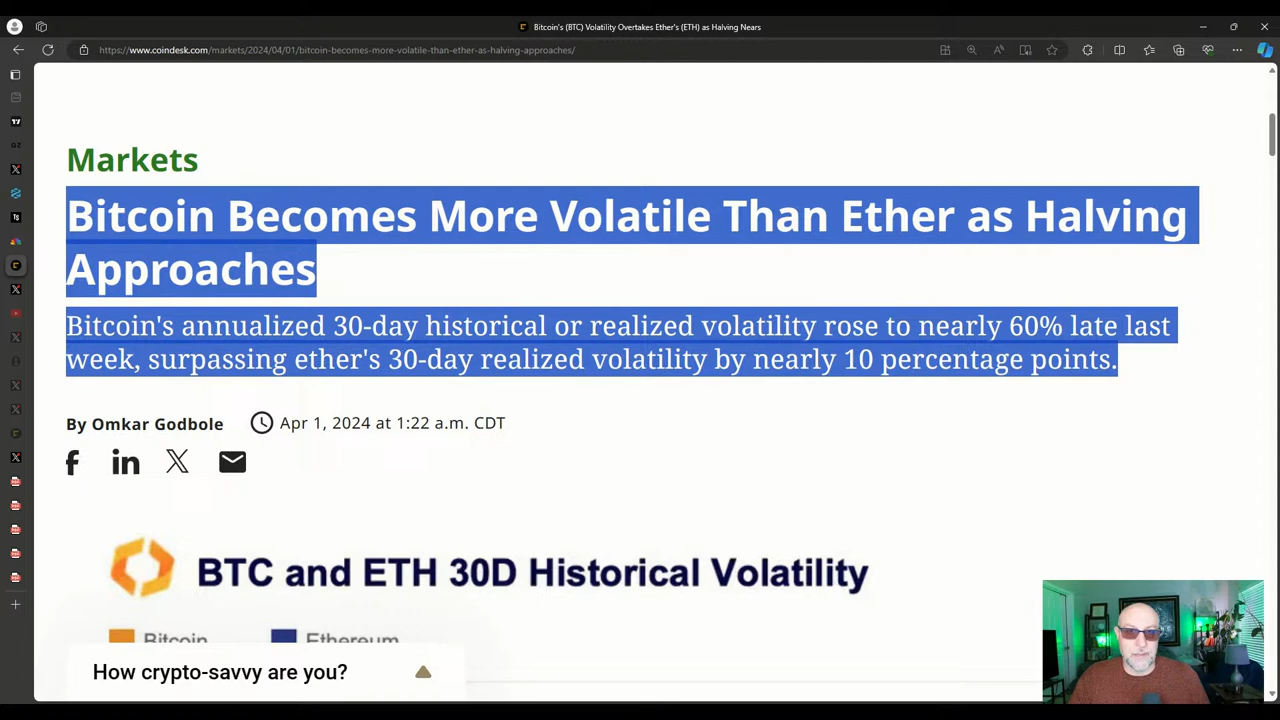 Bitcoin's (BTC) Volatility Overtakes Ether's (ETH) as Halving Nears
https://www.coindesk.com/markets/2024/04/01/bitcoin-becomes-more-volatile-than-ether-as-halving-approaches/
Markets
Bitcoin Becomes More Volatile Than Ether as Halving
Approaches
Bitcoin's annualized 30-day historical or realized volatility rose to nearly 60% late last
week, surpassing ether's 30-day realized volatility by nearly 10 percentage points.
By Omkar Godbole Apr 1, 2024 at 1:22 a.m. CDT
BTC and ETH 30D Historical Volatility
Bitcoin Ethereum
How crypto-savvy are you?